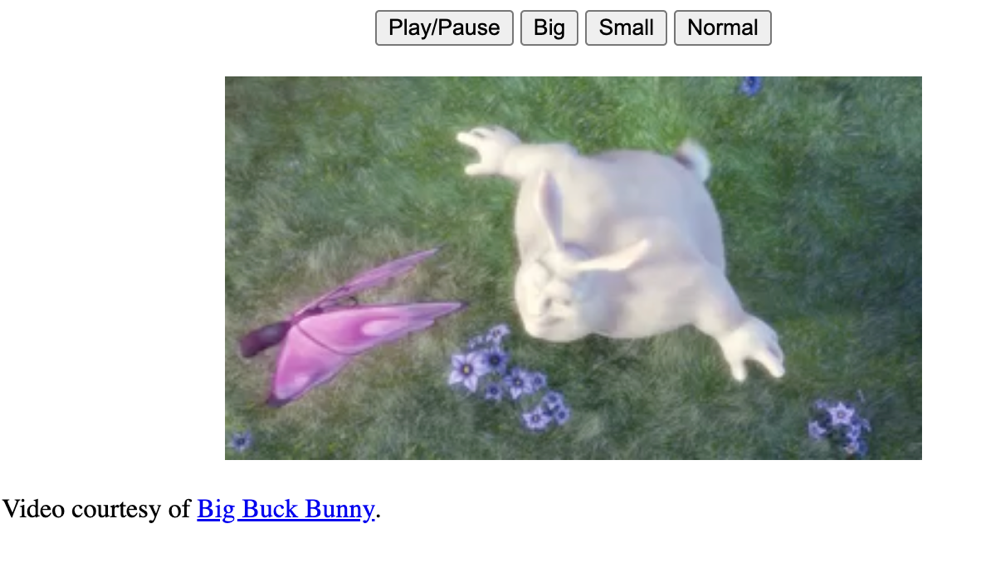 Play/Pause Big Small Normal
Video courtesy of Big Buck Bunny.